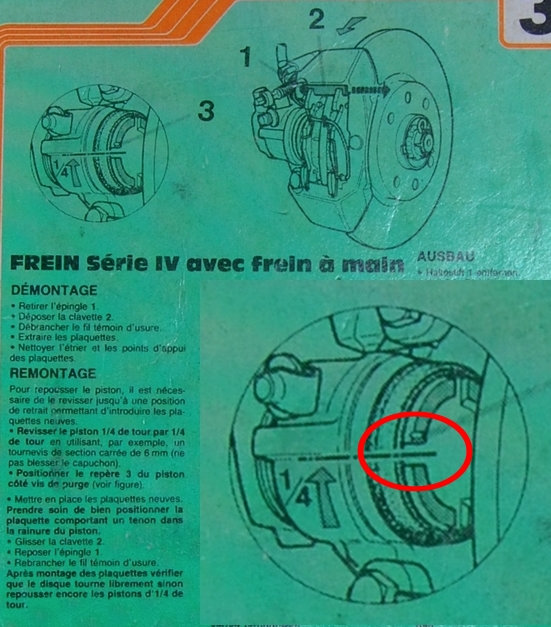 3
2
1
3
1/4
FREIN Série IV avec frein à main
AUSBAU
DÉMONTAGE
• Retirer l'épingle 1.
• Déposer la clavette 2.
• Débrancher le fil témoin d'usure.
• Extraire les plaquettes.
• Nettoyer l'étrier et les points d'appui
des plaquettes.
REMONTAGE
Pour repousser le piston, il est néces-
saire de le revisser jusqu'à une position
de retrait permettant d'introduire les pla-
quettes neuves.
• Revisser le piston 1/4 de tour par 1/4
de tour en utilisant, par exemple, un
tournevis de section carrée de 6 mm (ne
pas blesser le capuchon).
• Positionner le repère 3 du piston
côté vis de purge (voir figure).
• Mettre en place les plaquettes neuves.
Prendre soin de bien positionner la
plaquette comportant un tenon dans
la rainure du piston.
• Glisser la clavette 2.
• Reposer l'épingle 1.
• Rebrancher le fil témoin d'usure.
Après montage des plaquettes vérifier
que le disque tourne librement sinon
repousser encore les pistons d'1/4 de
tour.
1/4